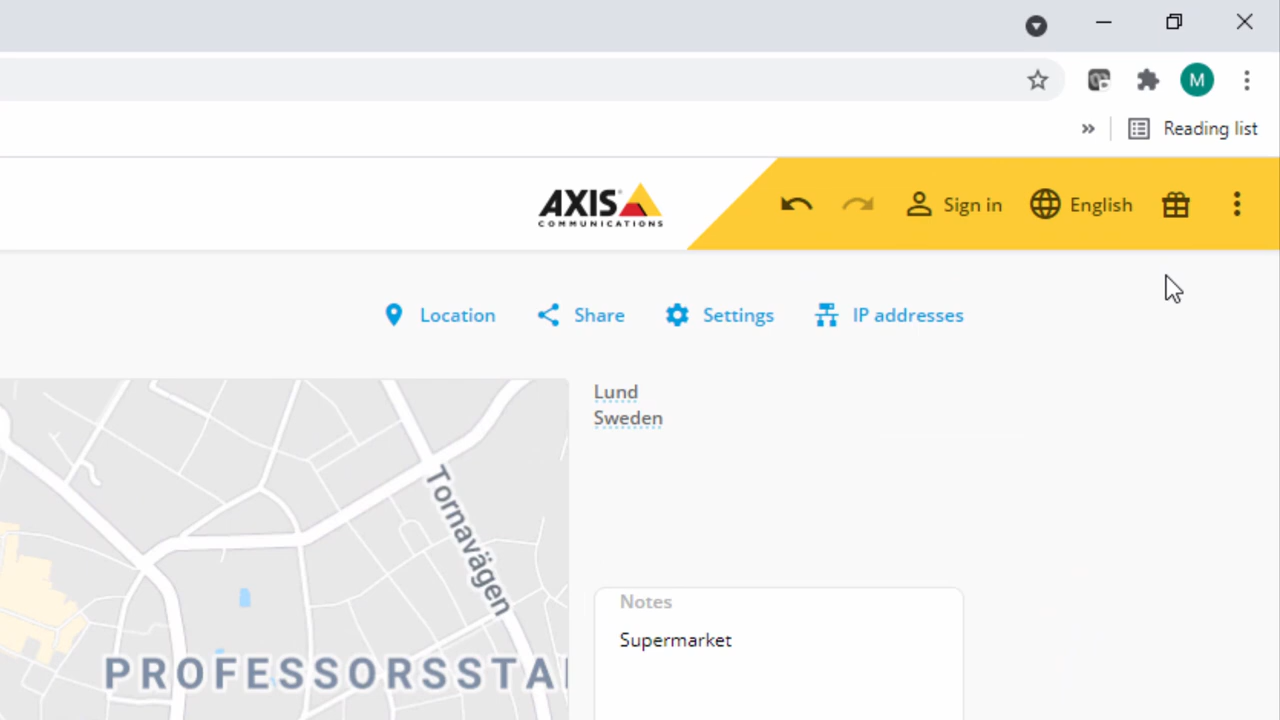 M
Reading list
AXIS
COMMUNICATIONS
Sign in
English
Location
Share
Settings
IP addresses
Lund
Sweden
Tornavägen
Notes
Supermarket
PROFESSORSSTA